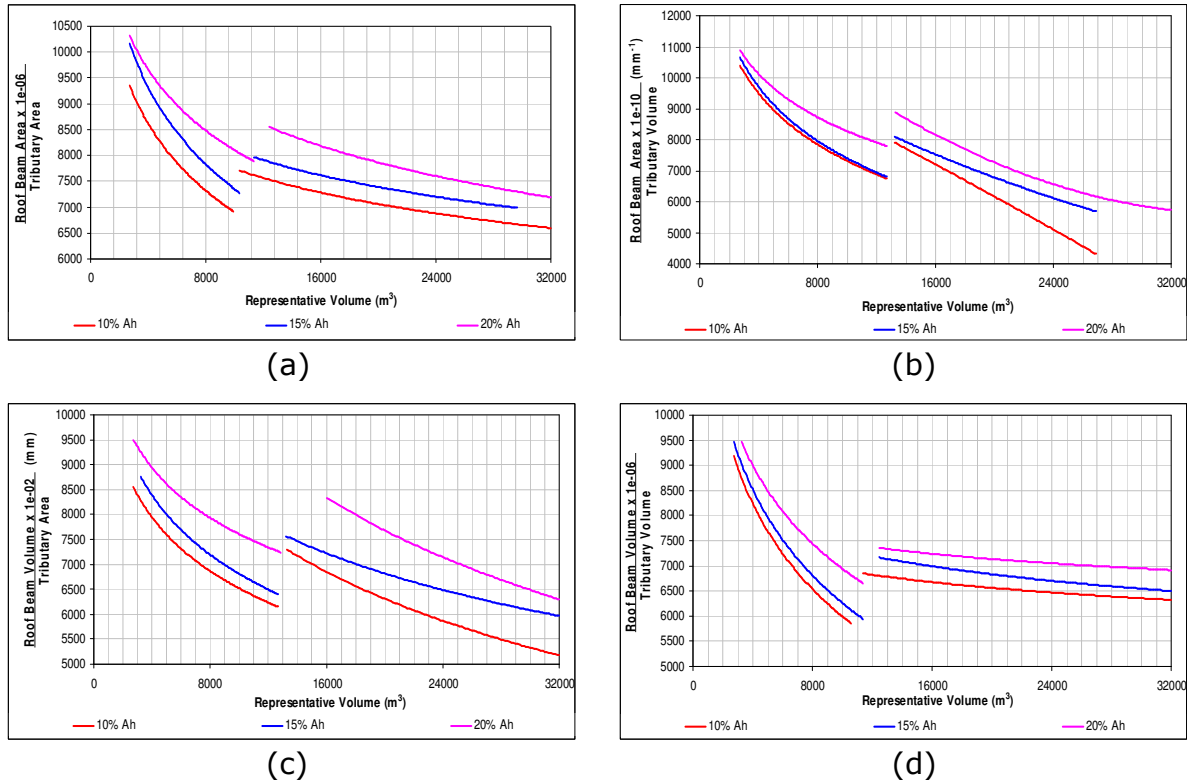 Roof Beam Area x 1e-06
Tributary Area
10500
10000
9500
9000
8500
8000
7500
7000
6500
6000
0 8000 16000 24000 32000
Representative Volume (m³)
10% Ah 15% Ah 20% Ah
(a)
Roof Beam Area x 1e-10 (mm⁻¹)
Tributary Volume
12000
11000
10000
9000
8000
7000
6000
5000
4000
0 8000 16000 24000 32000
Representative Volume (m³)
10% Ah 15% Ah 20% Ah
(b)
Roof Beam Volume x 1e-02 (mm)
Tributary Area
10000
9500
9000
8500
8000
7500
7000
6500
6000
5500
5000
0 8000 16000 24000 32000
Representative Volume (m³)
10% Ah 15% Ah 20% Ah
(c)
Roof Beam Volume x 1e-06
Tributary Volume
10000
9500
9000
8500
8000
7500
7000
6500
6000
5500
5000
0 8000 16000 24000 32000
Representative Volume (m³)
10% Ah 15% Ah 20% Ah
(d)